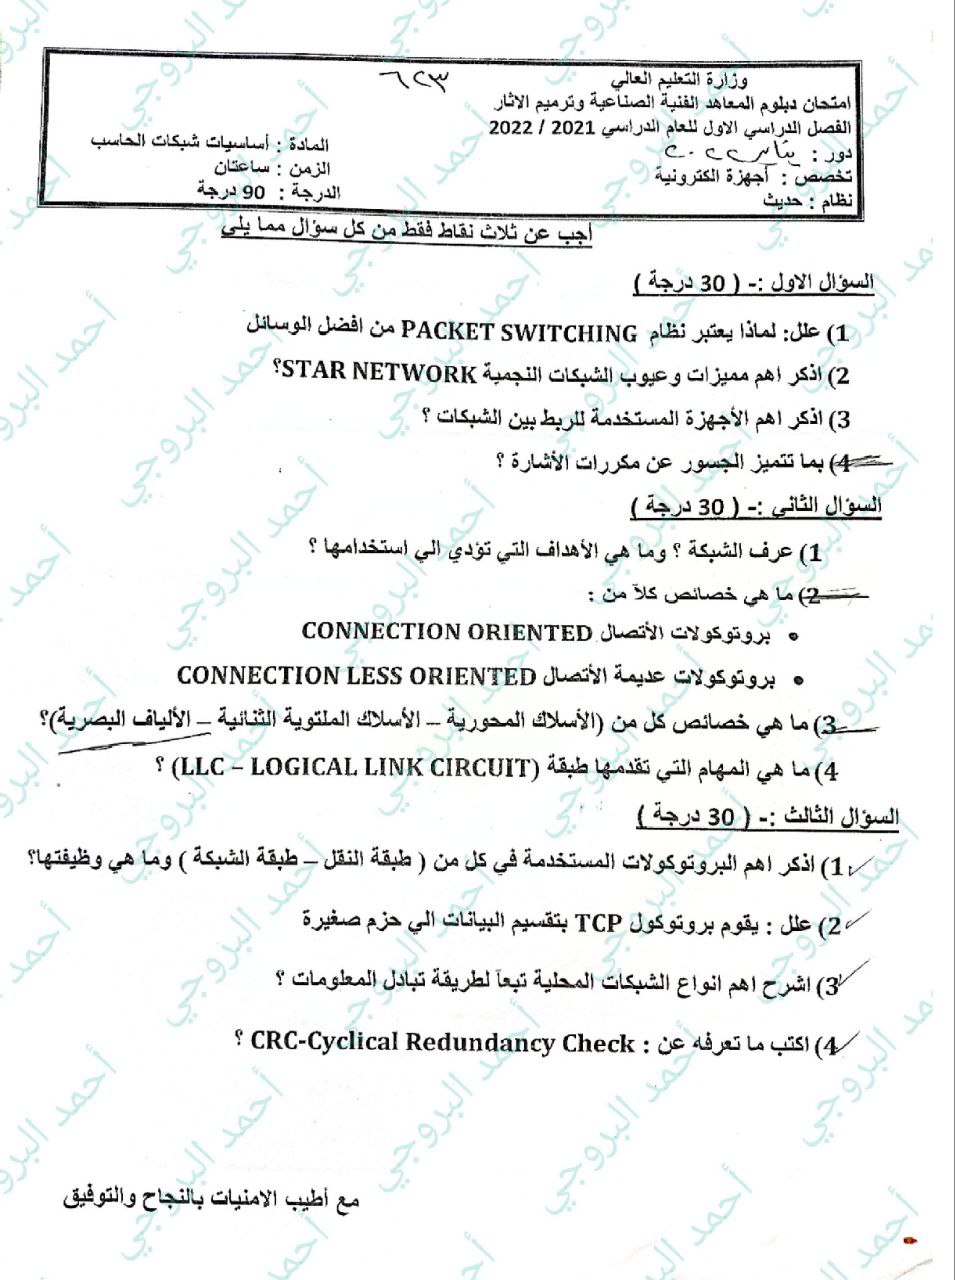 ٦٢٣
وزارة التعليم العالي
امتحان دبلوم المعاهد الفنية الصناعية وترميم الاثار
الفصل الدراسي الاول للعام الدراسي 2021 / 2022
دور : يناير ٢٠٢٢
تخصص : أجهزة الكترونية
نظام : حديث
المادة : أساسيات شبكات الحاسب
الزمن : ساعتان
الدرجة : 90 درجة
أجب عن ثلاث نقاط فقط من كل سؤال مما يلي
السؤال الاول :- ( 30 درجة )
1) علل: لماذا يعتبر نظام PACKET SWITCHING من افضل الوسائل
2) اذكر اهم مميزات وعيوب الشبكات النجمية STAR NETWORK؟
3) اذكر اهم الأجهزة المستخدمة للربط بين الشبكات ؟
4) بما تتميز الجسور عن مكررات الأشارة ؟
السؤال الثاني :- ( 30 درجة )
1) عرف الشبكة ؟ وما هي الأهداف التي تؤدي الي استخدامها ؟
2) ما هي خصائص كلاً من :
• بروتوكولات الأتصال CONNECTION ORIENTED
• بروتوكولات عديمة الأتصال CONNECTION LESS ORIENTED
3) ما هي خصائص كل من (الأسلاك المحورية – الأسلاك الملتوية الثنائية – الألياف البصرية)؟
4) ما هي المهام التي تقدمها طبقة (LLC – LOGICAL LINK CIRCUIT) ؟
السؤال الثالث :- ( 30 درجة )
1) اذكر اهم البروتوكولات المستخدمة في كل من ( طبقة النقل – طبقة الشبكة ) وما هي وظيفتها؟
2) علل : يقوم بروتوكول TCP بتقسيم البيانات الي حزم صغيرة
3) اشرح اهم انواع الشبكات المحلية تبعاً لطريقة تبادل المعلومات ؟
4) اكتب ما تعرفه عن : CRC-Cyclical Redundancy Check ؟
مع أطيب الامنيات بالنجاح والتوفيق
أحمد البروجي